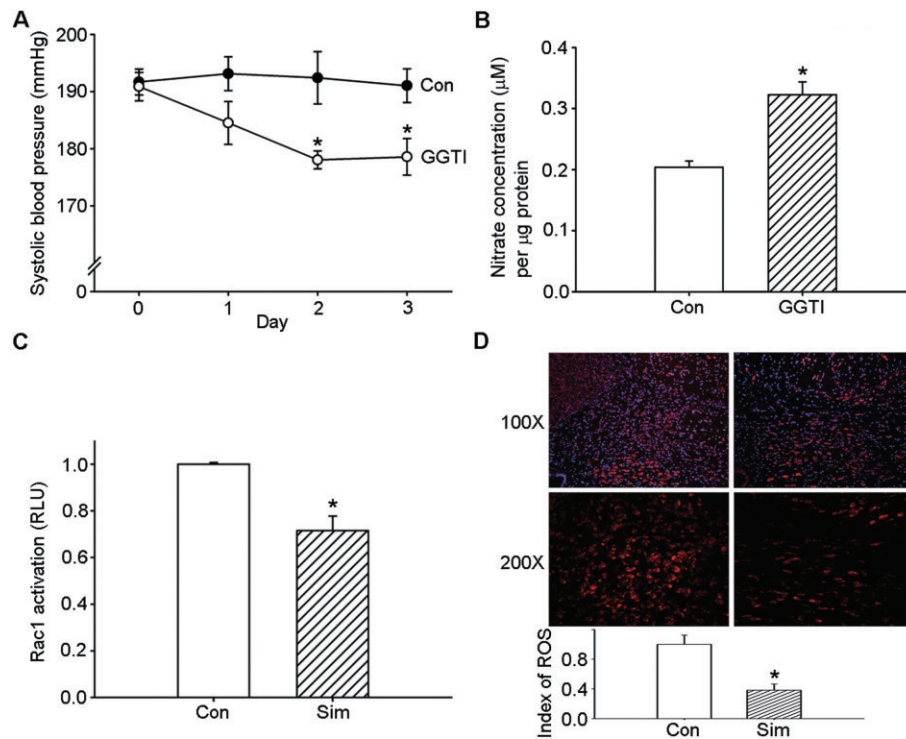 A
Systolic blood pressure (mmHg)
200
190
180
170
0
Con
GGTI
*
*
0 1 2 3
Day
B
Nitrate concentration (μM)
per μg protein
0.4
0.3
0.2
0.1
0.0
*
Con GGTI
C
Rac1 activation (RLU)
1.0
0.8
0.6
0.4
0.2
0.0
*
Con Sim
D
100X
200X
Index of ROS
0.8
0.4
0.0
*
Con Sim